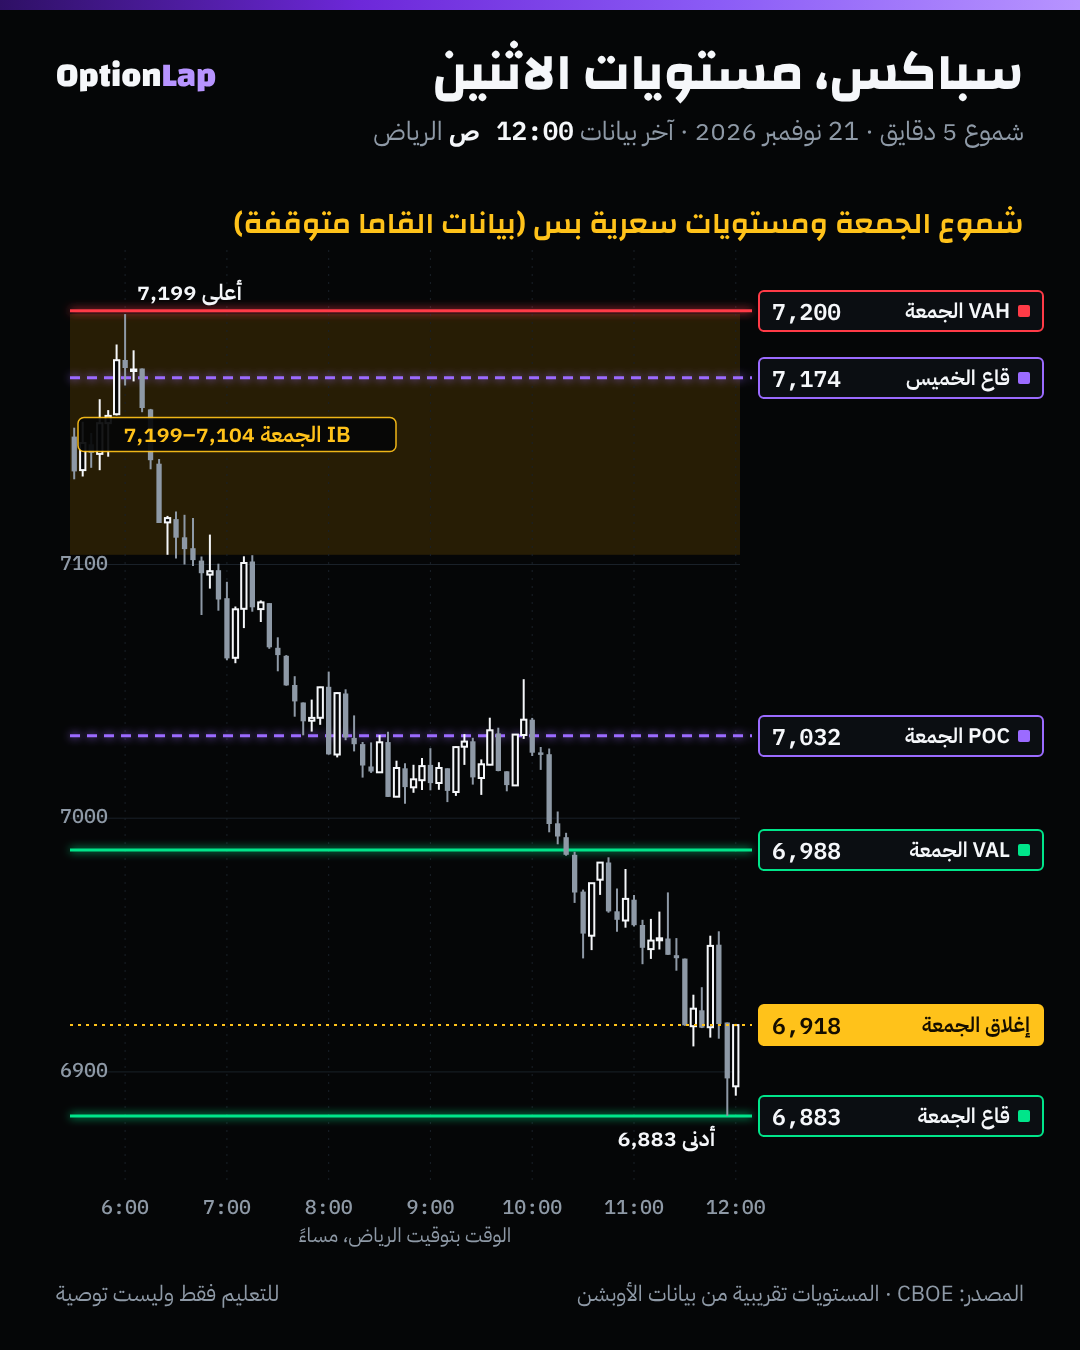 سباكس، مستويات الاثنين
OptionLap
شموع 5 دقايق · 21 نوفمبر 2026 · آخر بيانات 12:00 ص الرياض
شموع الجمعة ومستويات سعرية بس (بيانات القاما متوقفة)
أعلى 7,199
VAH الجمعة 7,200
قاع الخميس 7,174
IB الجمعة 7,104–7,199
7100
POC الجمعة 7,032
7000
VAL الجمعة 6,988
إغلاق الجمعة 6,918
6900
قاع الجمعة 6,883
أدنى 6,883
6:00 7:00 8:00 9:00 10:00 11:00 12:00
الوقت بتوقيت الرياض، مساءً
المصدر: CBOE · المستويات تقريبية من بيانات الأوبشن
للتعليم فقط وليست توصية